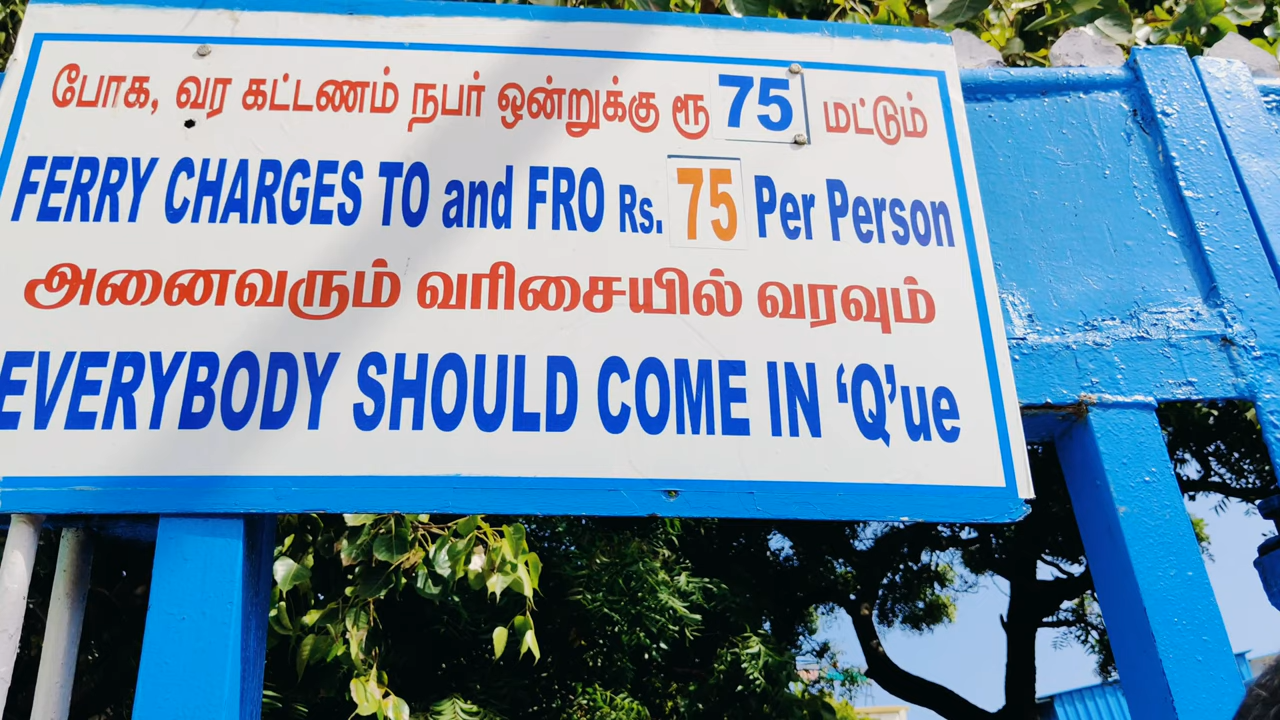 போக, வர கட்டணம் நபர் ஒன்றுக்கு ரூ 75 மட்டும்
FERRY CHARGES TO and FRO Rs. 75 Per Person
அனைவரும் வரிசையில் வரவும்
EVERYBODY SHOULD COME IN ‘Q’ue